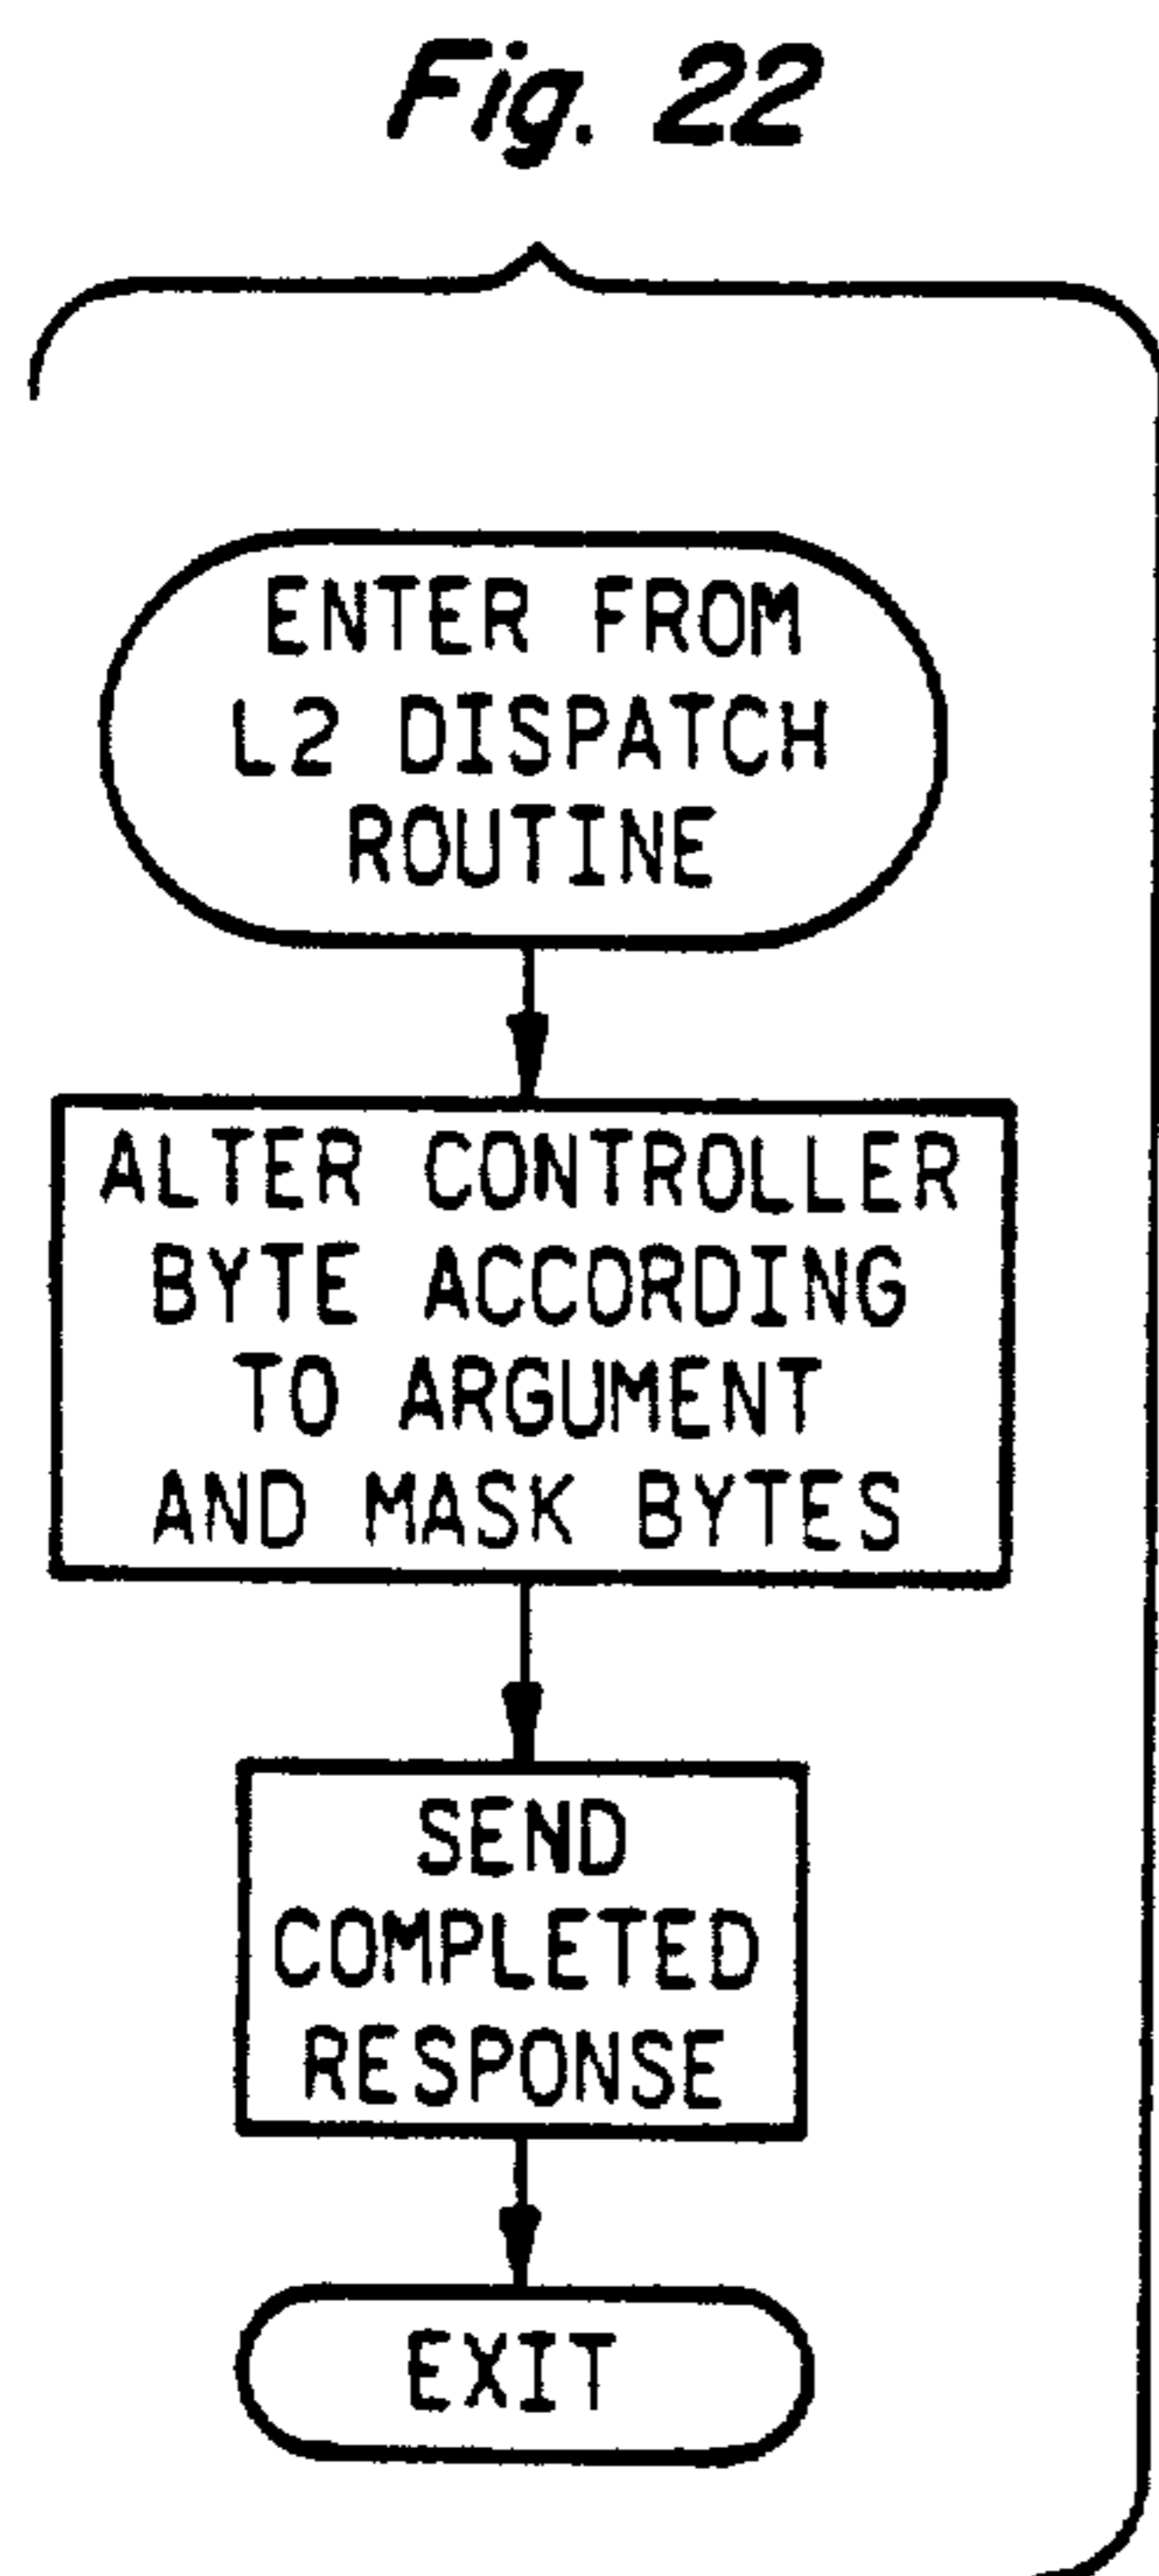 Fig. 22
ENTER FROM
L2 DISPATCH
ROUTINE
ALTER CONTROLLER
BYTE ACCORDING
TO ARGUMENT
AND MASK BYTES
SEND
COMPLETED
RESPONSE
EXIT